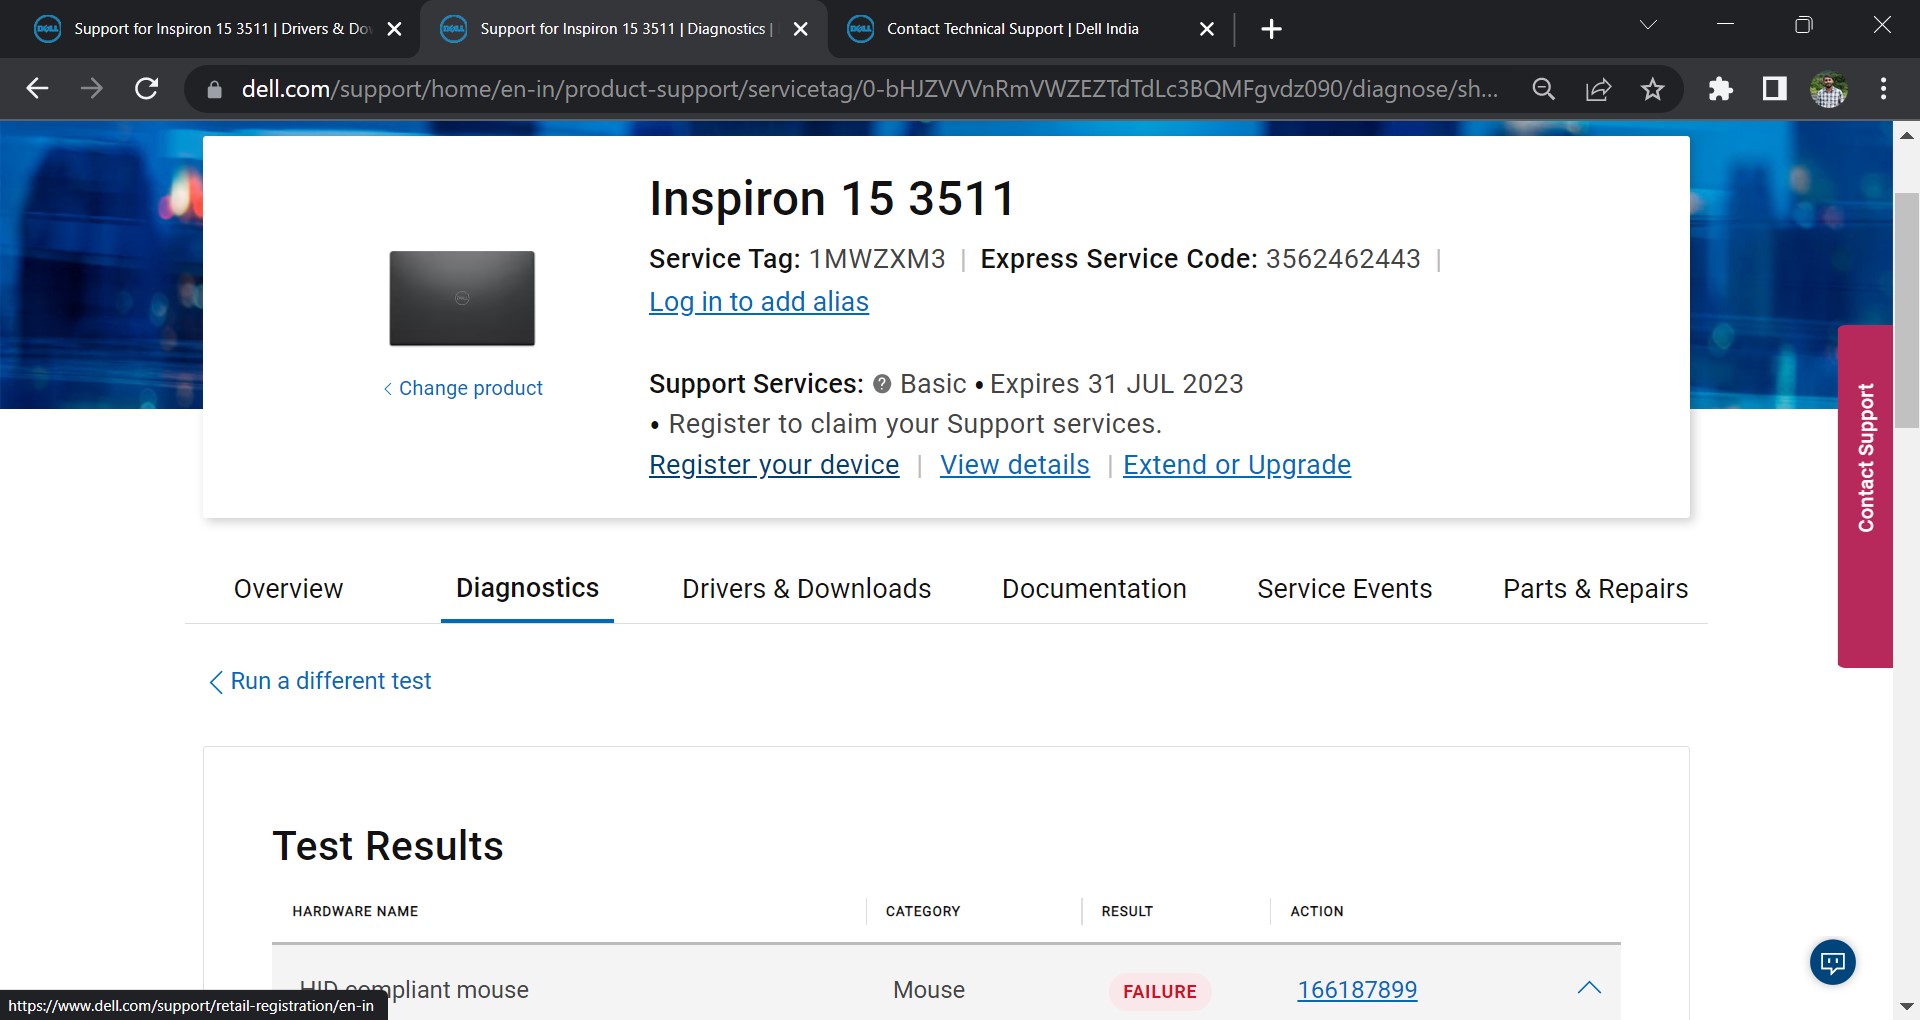 Support for Inspiron 15 3511 | Drivers & Do
Support for Inspiron 15 3511 | Diagnostics |
Contact Technical Support | Dell India
dell.com/support/home/en-in/product-support/servicetag/0-bHJZVVVnRmVWZEZTdTdLc3BQMFgvdz090/diagnose/sh...
Inspiron 15 3511
Service Tag: 1MWZXM3 | Express Service Code: 3562462443 |
Log in to add alias
Change product
Support Services: Basic • Expires 31 JUL 2023
• Register to claim your Support services.
Register your device | View details | Extend or Upgrade
Contact Support
Overview Diagnostics Drivers & Downloads Documentation Service Events Parts & Repairs
Run a different test
Test Results
HARDWARE NAME CATEGORY RESULT ACTION
HID compliant mouse Mouse FAILURE 166187899
https://www.dell.com/support/retail-registration/en-in